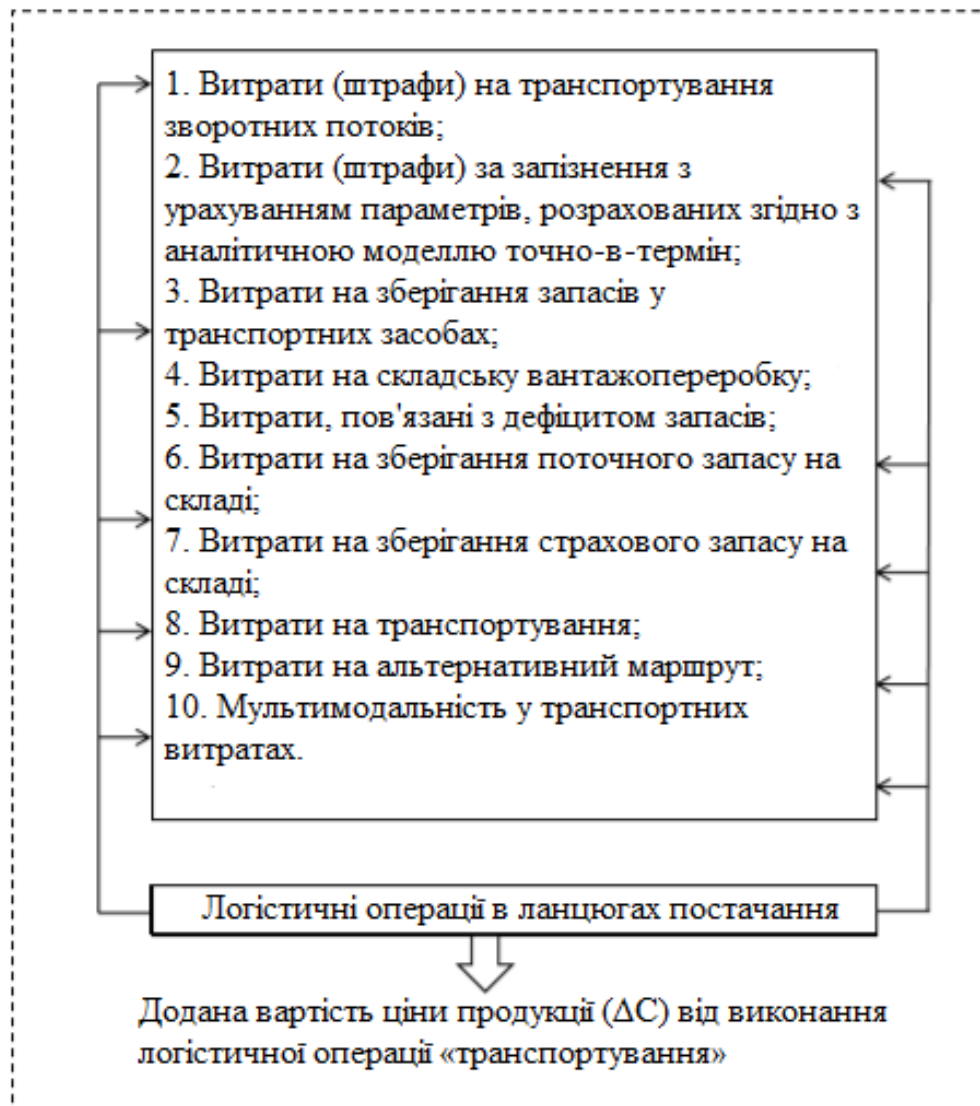 1. Витрати (штрафи) на транспортування
зворотних потоків;
2. Витрати (штрафи) за запізнення з
урахуванням параметрів, розрахованих згідно з
аналітичною моделлю точно-в-термін;
3. Витрати на зберігання запасів у
транспортних засобах;
4. Витрати на складську вантажопереробку;
5. Витрати, пов'язані з дефіцитом запасів;
6. Витрати на зберігання поточного запасу на
складі;
7. Витрати на зберігання страхового запасу на
складі;
8. Витрати на транспортування;
9. Витрати на альтернативний маршрут;
10. Мультимодальність у транспортних
витратах.
Логістичні операції в ланцюгах постачання
Додана вартість ціни продукції (ΔС) від виконання
логістичної операції «транспортування»